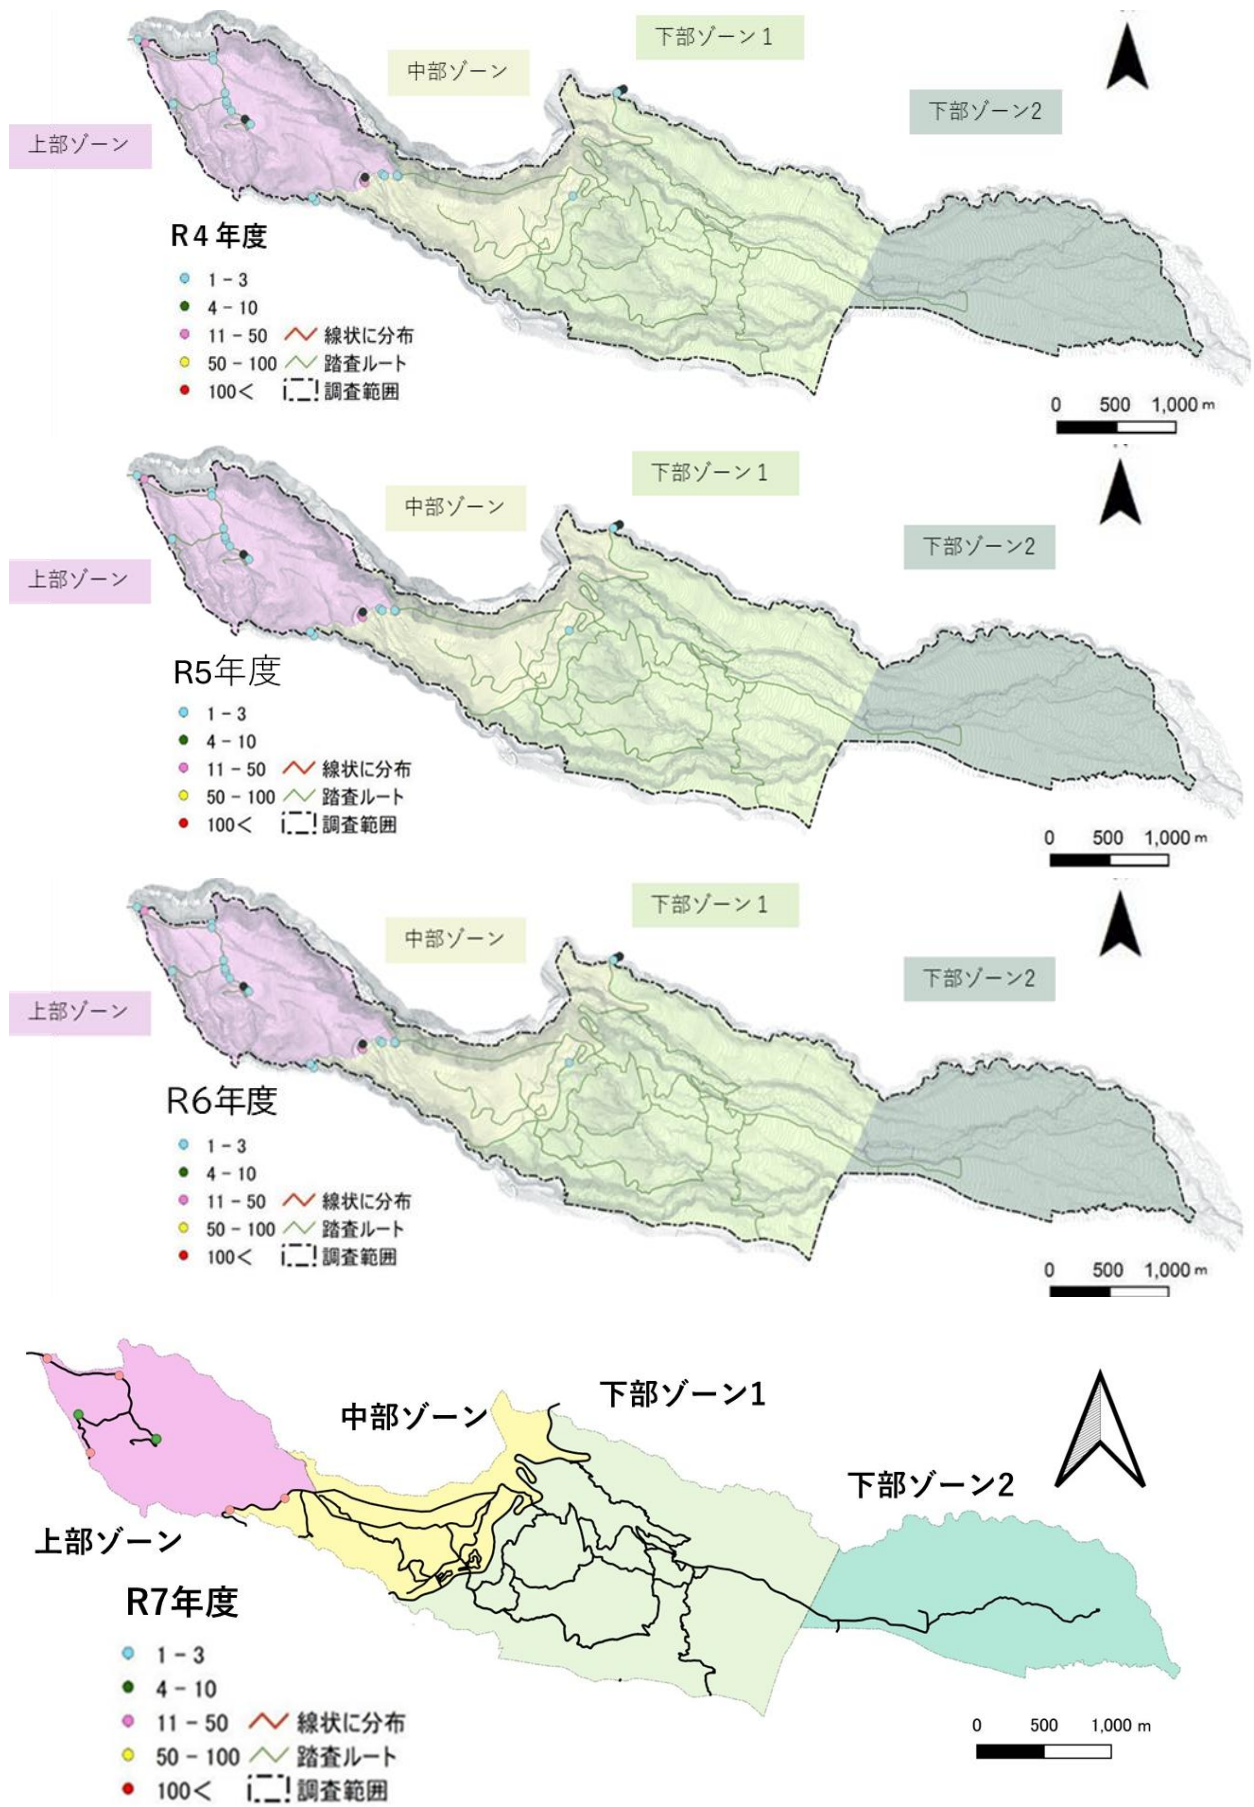 下部ゾーン１
中部ゾーン
下部ゾーン2
上部ゾーン
R４年度
1 – 3
4 – 10
11 – 50 線状に分布
50 – 100 踏査ルート
100＜ 調査範囲
0 500 1,000 m
下部ゾーン１
中部ゾーン
下部ゾーン2
上部ゾーン
R5年度
1 – 3
4 – 10
11 – 50 線状に分布
50 – 100 踏査ルート
100＜ 調査範囲
0 500 1,000 m
下部ゾーン１
中部ゾーン
下部ゾーン2
上部ゾーン
R6年度
1 – 3
4 – 10
11 – 50 線状に分布
50 – 100 踏査ルート
100＜ 調査範囲
0 500 1,000 m
下部ゾーン1
中部ゾーン
下部ゾーン2
上部ゾーン
R7年度
1 – 3
4 – 10
11 – 50 線状に分布
50 – 100 踏査ルート
100＜ 調査範囲
0 500 1,000 m